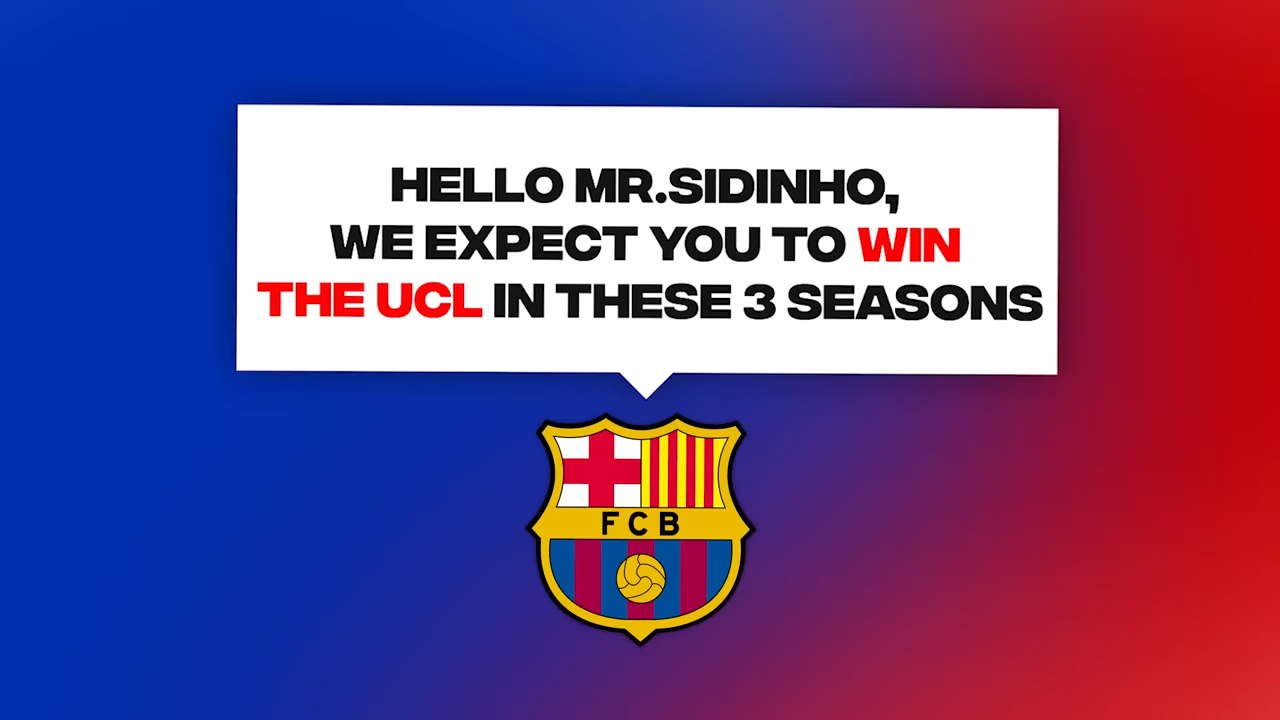 HELLO MR.SIDINHO,
WE EXPECT YOU TO WIN
THE UCL IN THESE 3 SEASONS
FCB